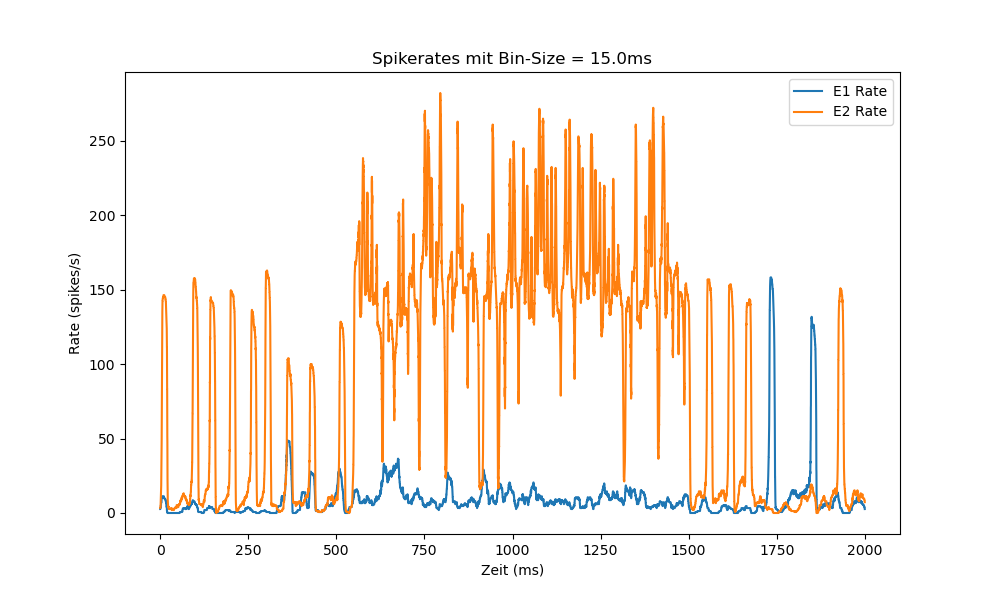 Spikerates mit Bin-Size = 15.0ms
E1 Rate
E2 Rate
Rate (spikes/s)
250
200
150
100
50
0
0 250 500 750 1000 1250 1500 1750 2000
Zeit (ms)